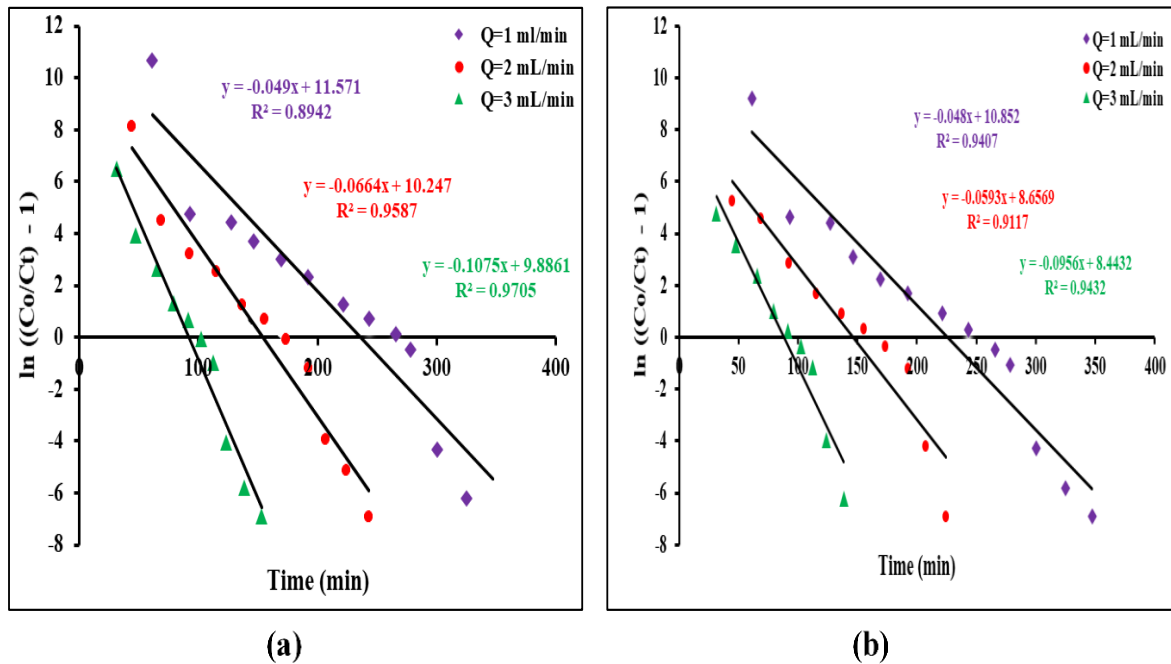 12
10
8
6
4
2
0
-2
-4
-6
-8
0
100
200
300
400
ln ((Co/Ct) - 1)
Time (min)
Q=1 ml/min
Q=2 mL/min
Q=3 mL/min
y = -0.049x + 11.571
R² = 0.8942
y = -0.0664x + 10.247
R² = 0.9587
y = -0.1075x + 9.8861
R² = 0.9705
(a)
12
10
8
6
4
2
0
-2
-4
-6
-8
0
50
100
150
200
250
300
350
400
ln ((Co/Ct) - 1)
Time (min)
Q=1 mL/min
Q=2 mL/min
Q=3 mL/min
y = -0.048x + 10.852
R² = 0.9407
y = -0.0593x + 8.6569
R² = 0.9117
y = -0.0956x + 8.4432
R² = 0.9432
(b)